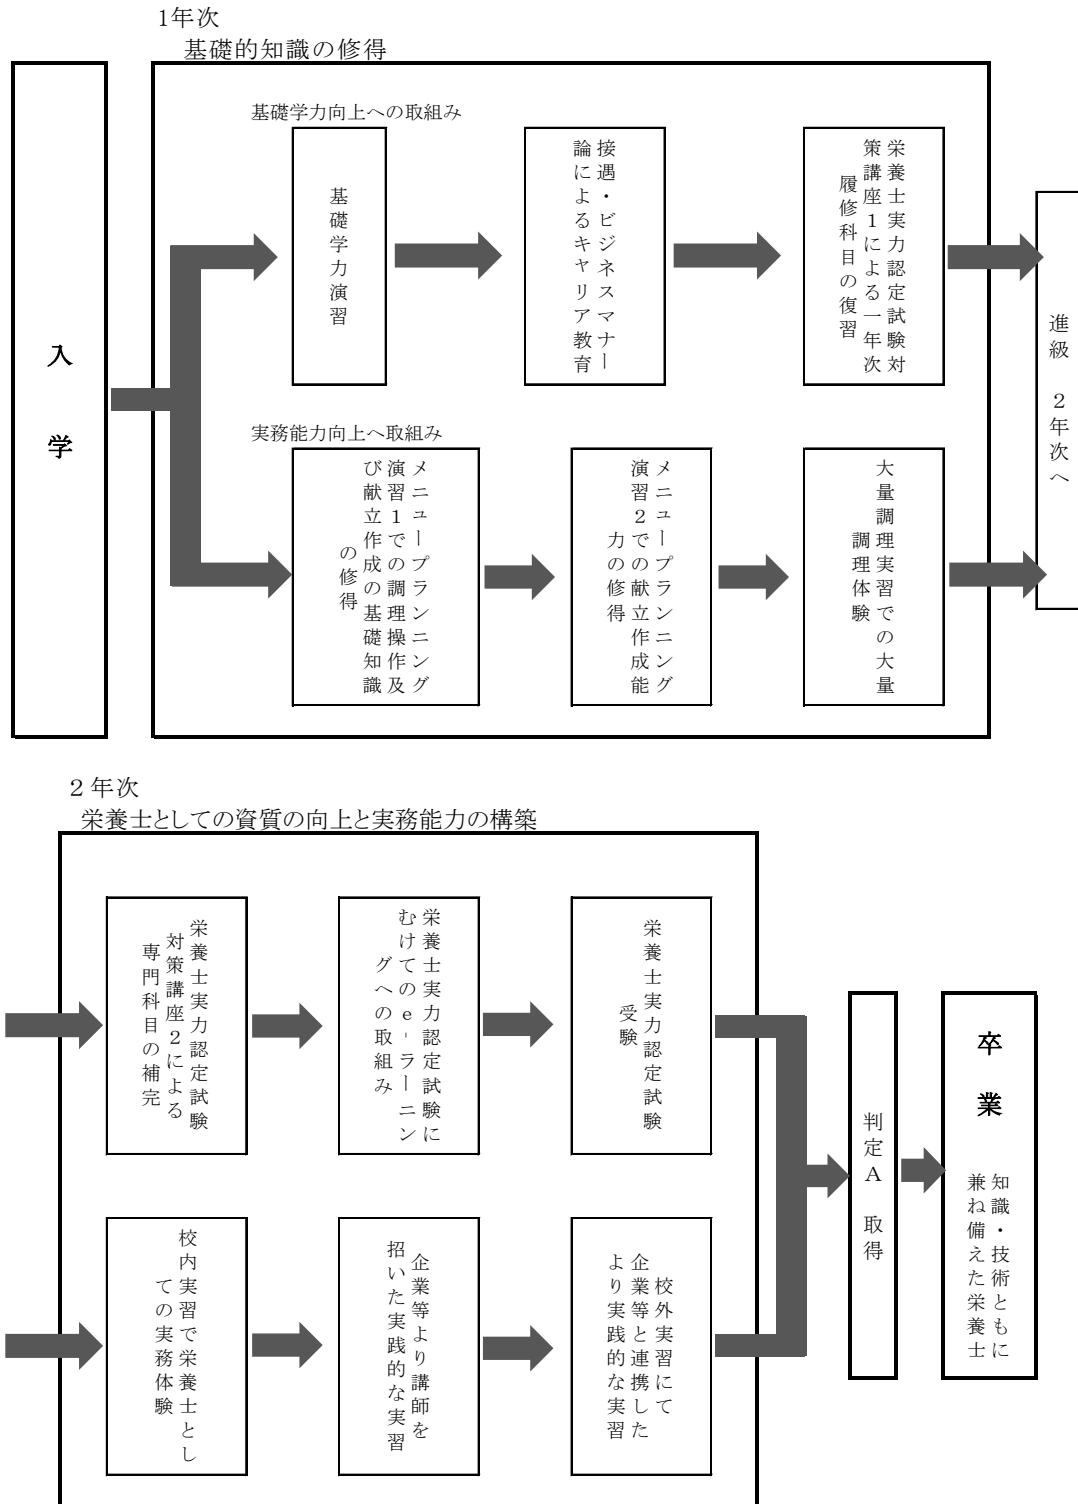 1年次
基礎的知識の修得
入学
基礎学力向上への取組み
基礎学力演習
接遇・ビジネスマナー
論によるキャリア教育
栄養士実力認定試験対
策講座1による一年次
履修科目の復習
実務能力向上へ取組み
メニュープランニング
演習1での調理操作及
び献立作成の基礎知識
の修得
メニュープランニング
演習2での献立作成能
力の修得
大量調理実習での大量
調理体験
進級 2年次へ
2年次
栄養士としての資質の向上と実務能力の構築
栄養士実力認定試験
対策講座2による
専門科目の補完
栄養士実力認定試験に
むけてのe-ラーニン
グへの取組み
栄養士実力認定試験
受験
校内実習で栄養士とし
ての実務体験
企業等より講師を
招いた実践的な実習
校外実習にて
企業等と連携した
より実践的な実習
判定A 取得
卒業
知識・技術ともに
兼ね備えた栄養士